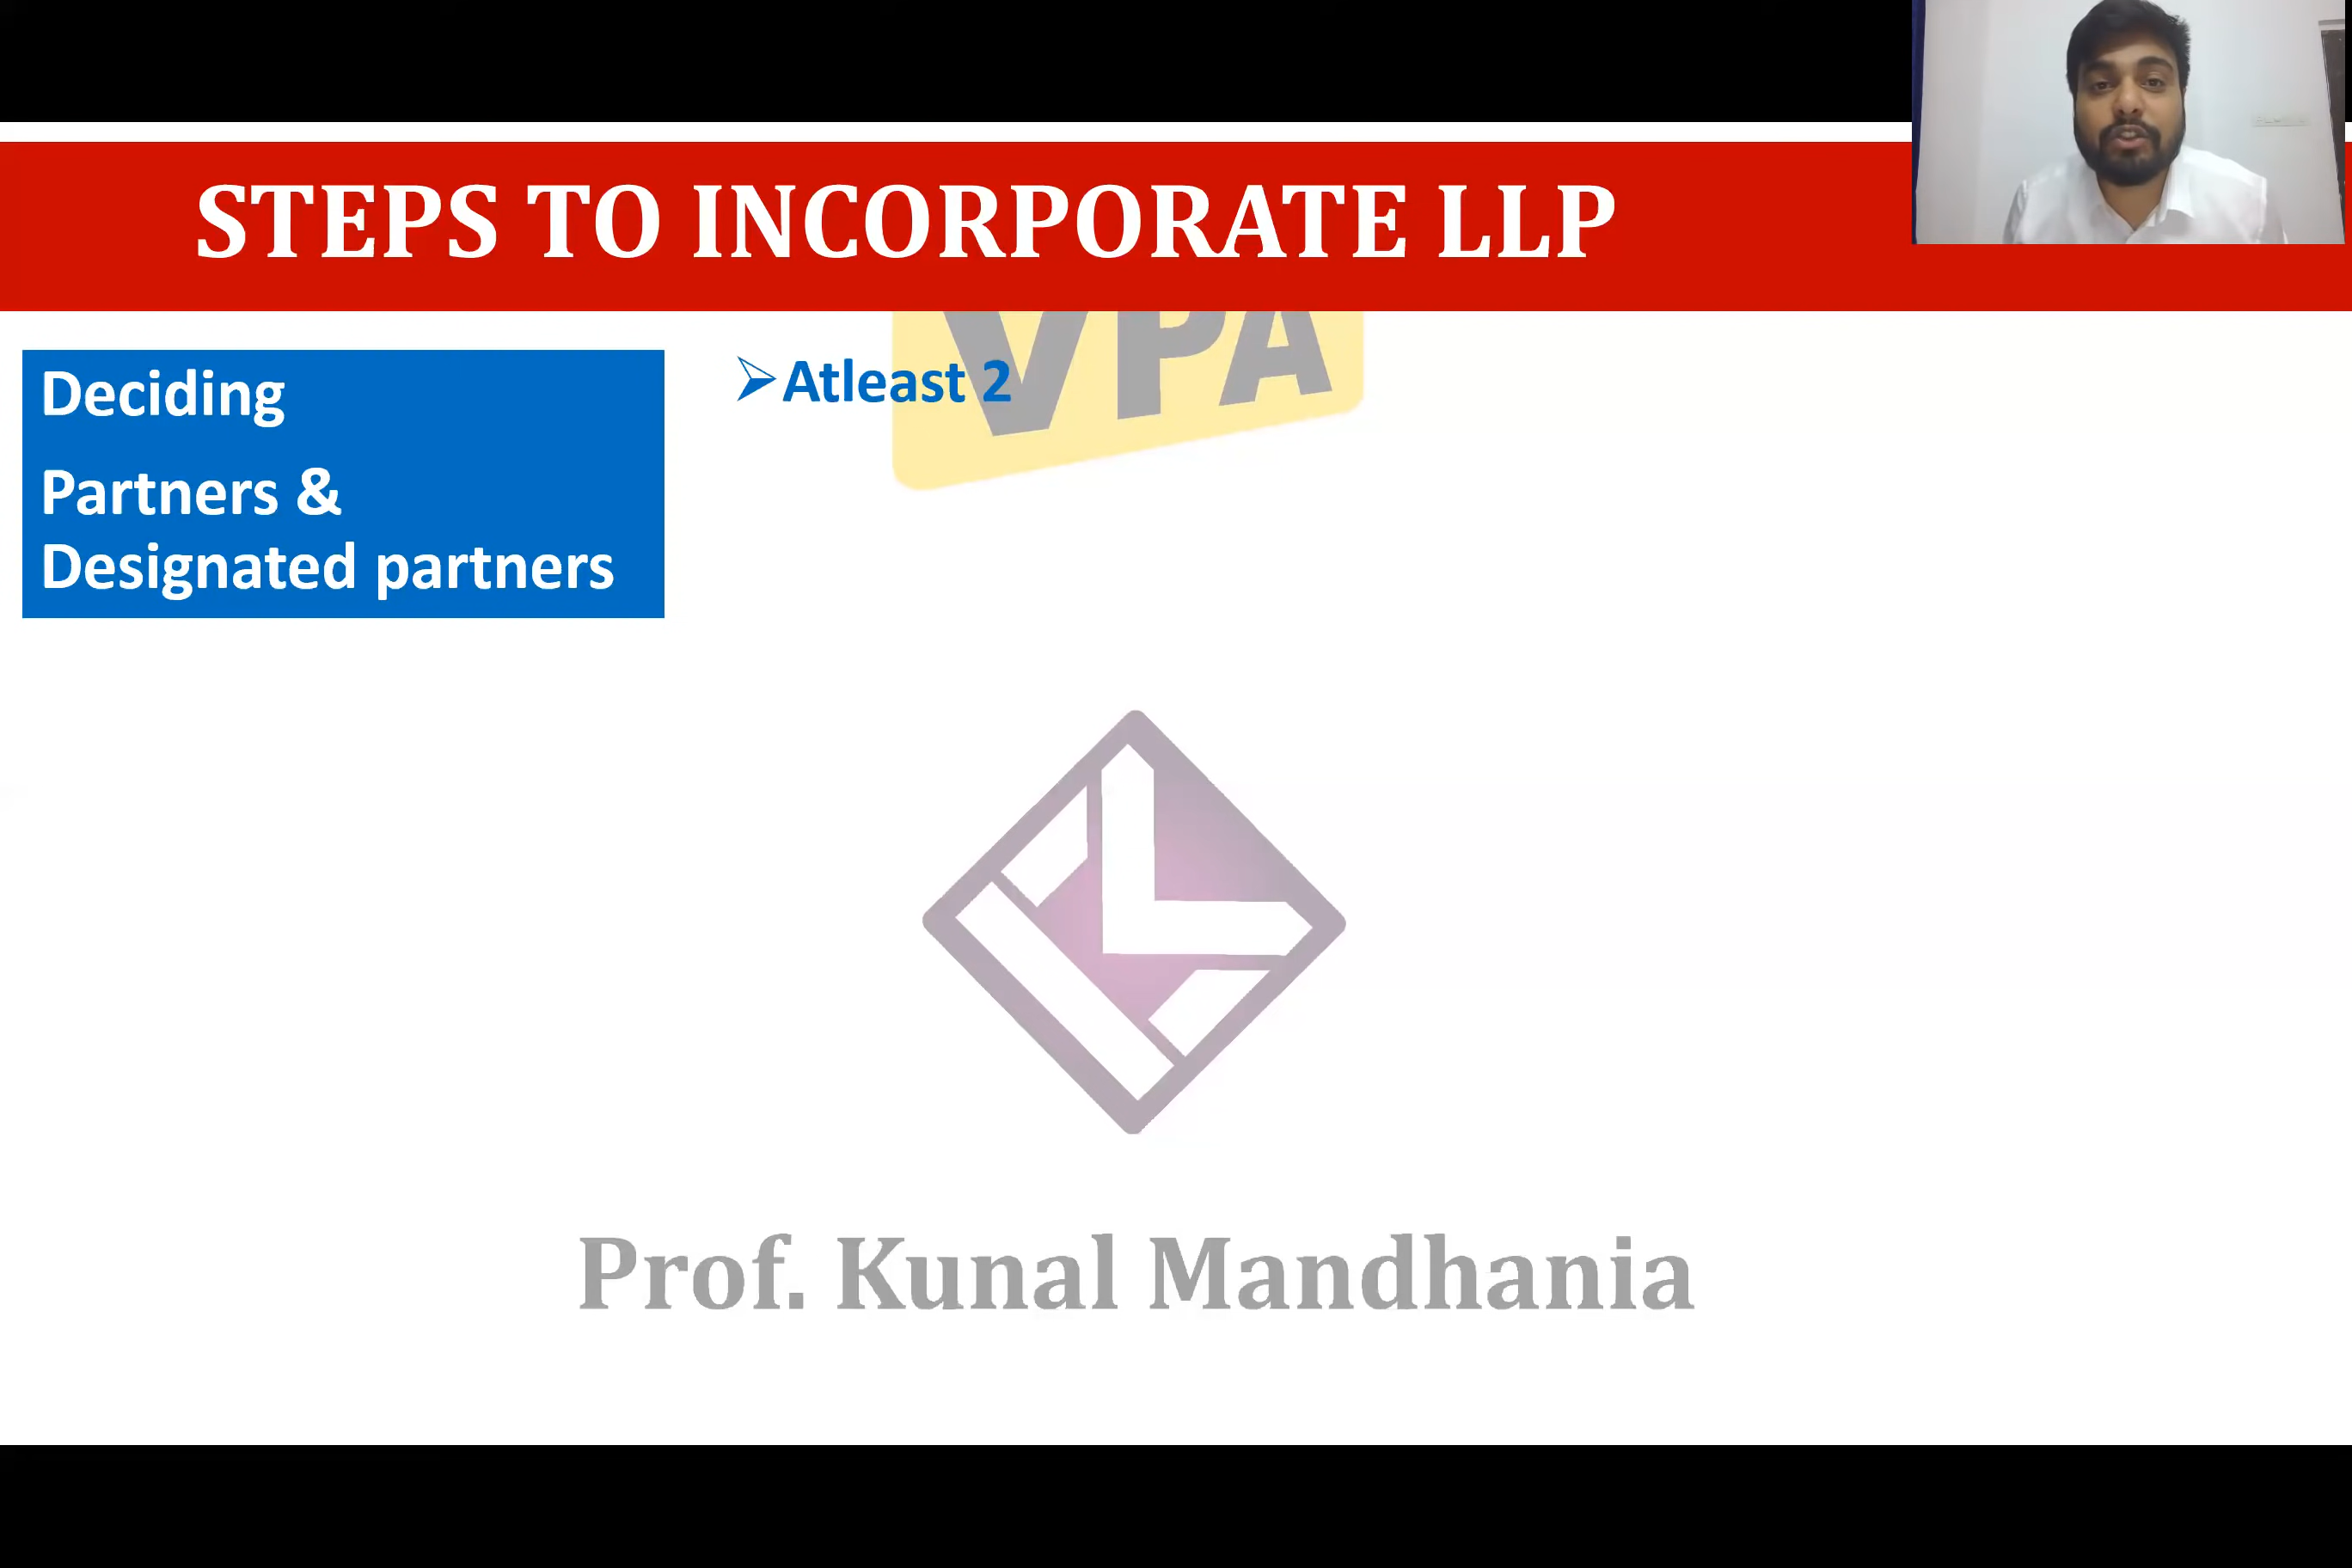 STEPS TO INCORPORATE LLP
VPA
Deciding
Partners &
Designated partners
➢Atleast 2
Prof. Kunal Mandhania